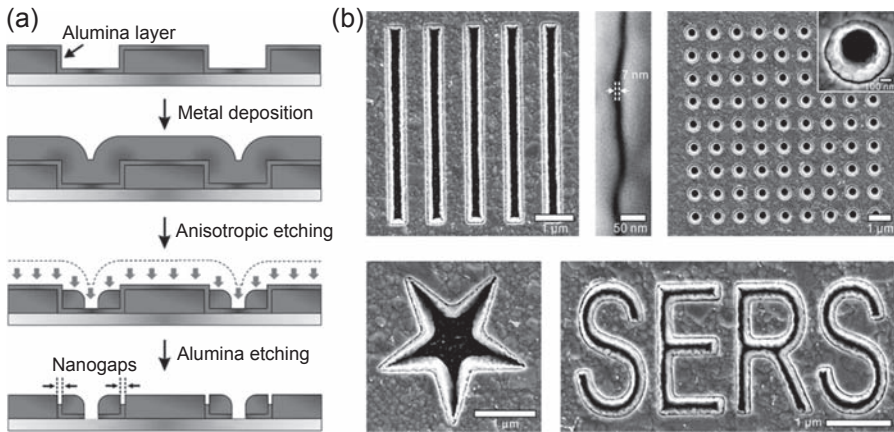 (a)
Alumina layer
Metal deposition
Anisotropic etching
Nanogaps
Alumina etching
(b)
1 µm
7 nm
50 nm
100 nm
1 µm
1 µm
SERS
1 µm